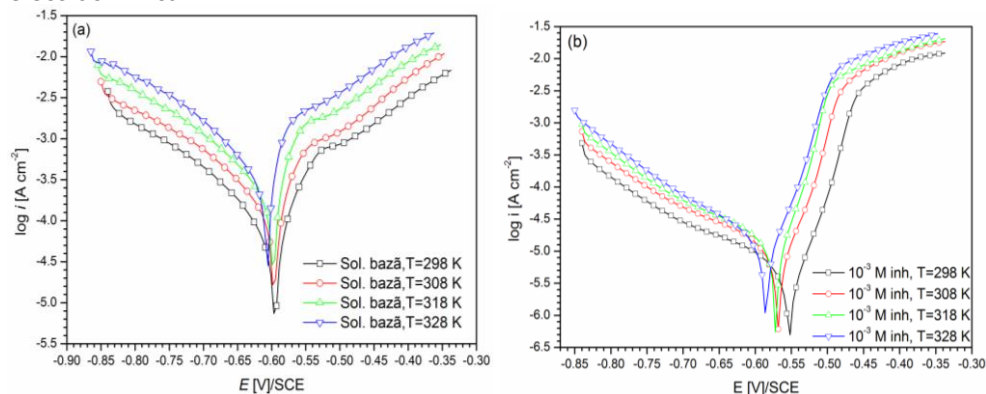 (a)
-1.5
-2.0
-2.5
-3.0
-3.5
-4.0
-4.5
-5.0
-5.5
log i [A cm⁻²]
Sol. bazã,T=298 K
Sol. bazã,T=308 K
Sol. bazã,T=318 K
Sol. bazã,T=328 K
-0.90 -0.85 -0.80 -0.75 -0.70 -0.65 -0.60 -0.55 -0.50 -0.45 -0.40 -0.35 -0.30
E [V]/SCE
(b)
-1.5
-2.0
-2.5
-3.0
-3.5
-4.0
-4.5
-5.0
-5.5
-6.0
-6.5
log i [A cm⁻²]
10⁻³ M inh, T=298 K
10⁻³ M inh, T=308 K
10⁻³ M inh, T=318 K
10⁻³ M inh, T=328 K
-0.85 -0.80 -0.75 -0.70 -0.65 -0.60 -0.55 -0.50 -0.45 -0.40 -0.35 -0.30
E [V]/SCE